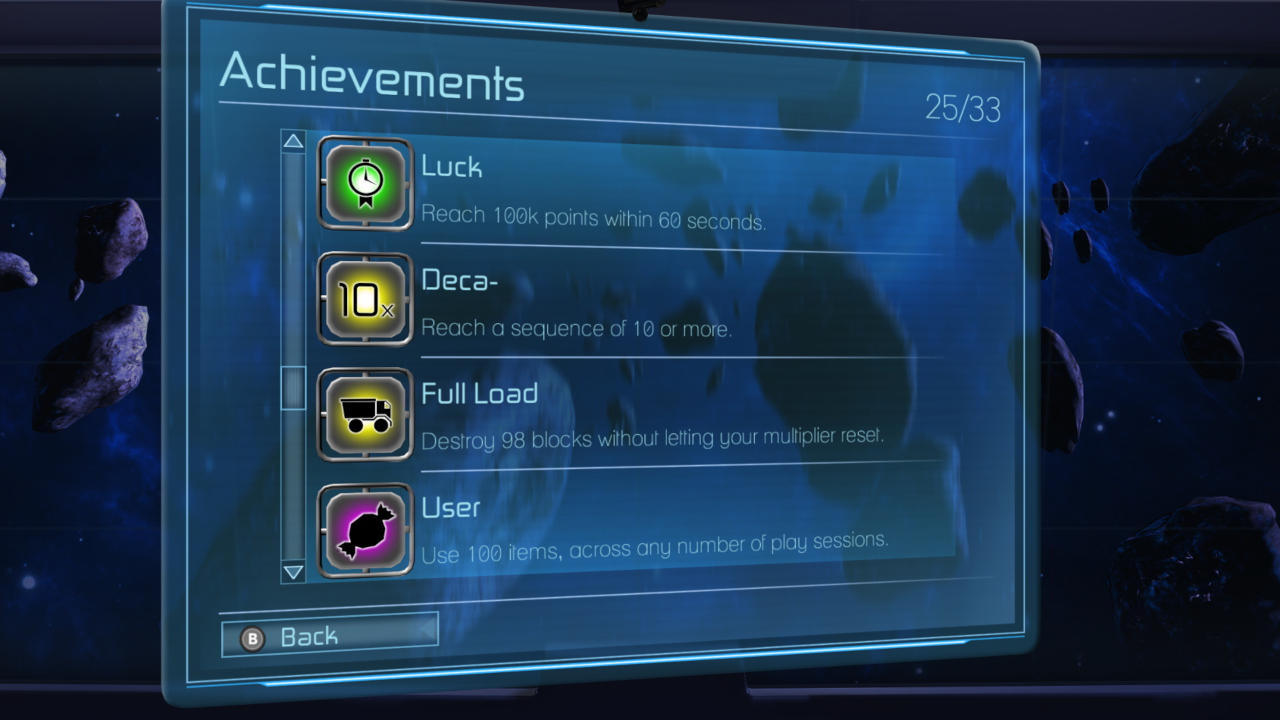 Achievements
25/33
Luck
Reach 100k points within 60 seconds.
10x
Deca-
Reach a sequence of 10 or more.
Full Load
Destroy 98 blocks without letting your multiplier reset.
User
Use 100 items, across any number of play sessions.
B Back